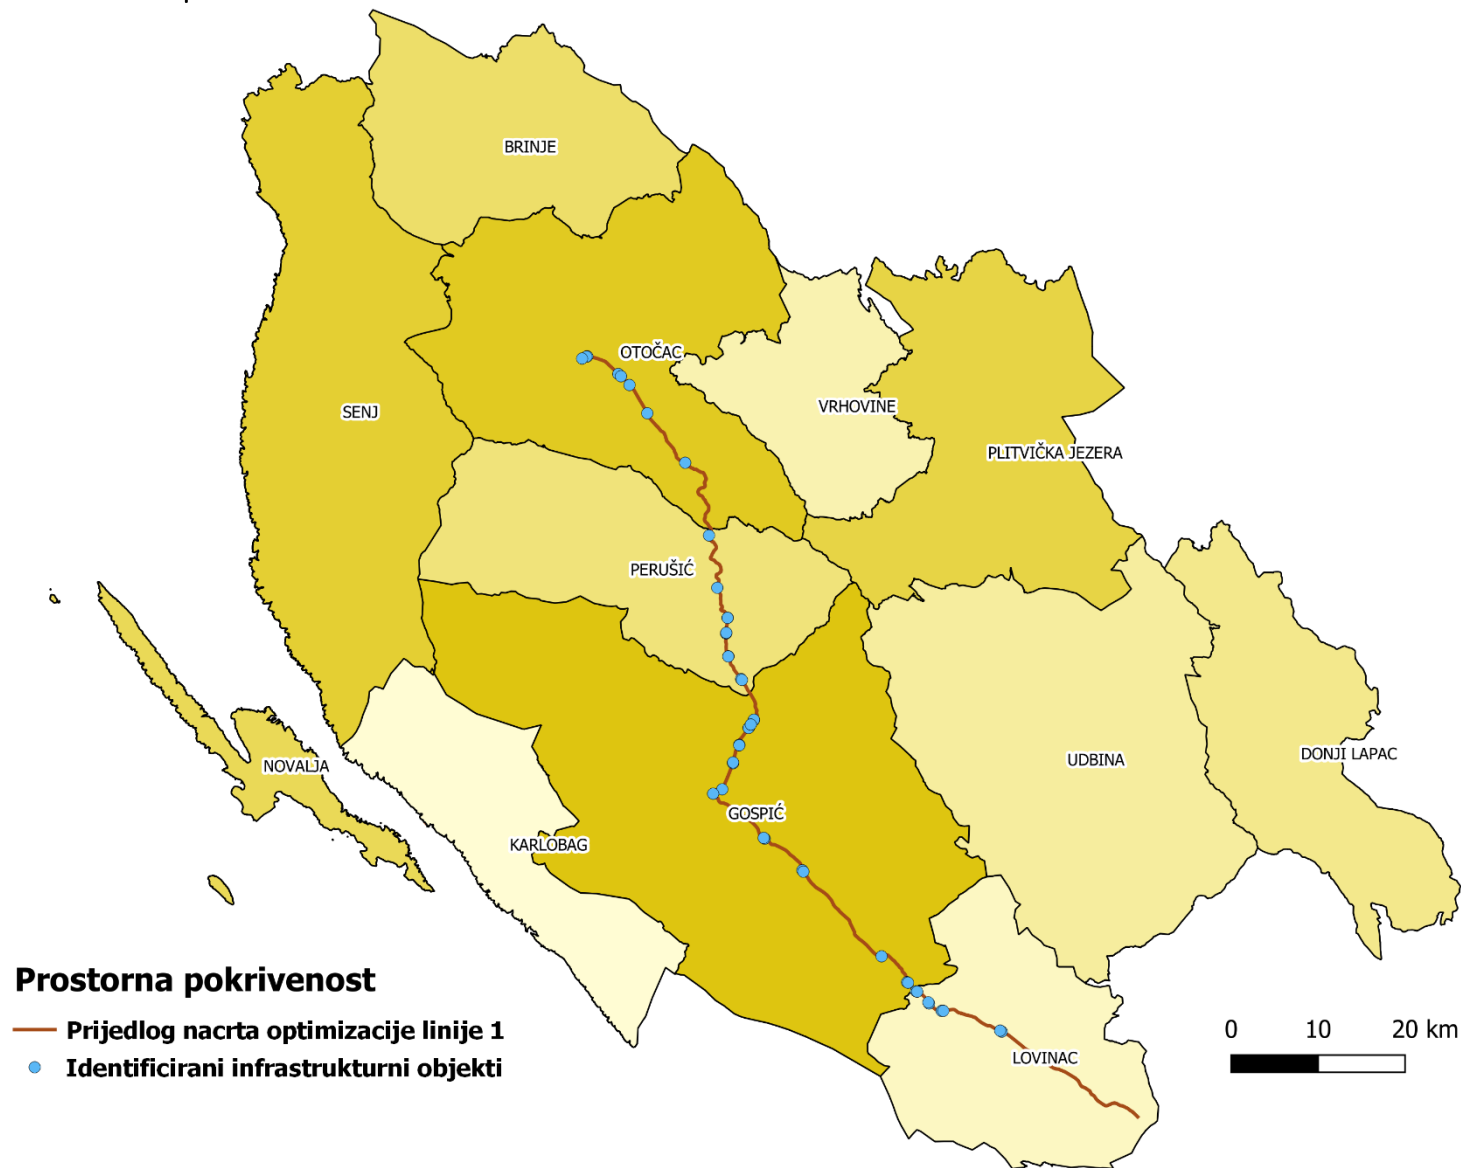 BRINJE
OTOČAC
SENJ
VRHOVINE
PLITVIČKA JEZERA
PERUŠIĆ
NOVALJA
UDBINA
DONJI LAPAC
GOSPIĆ
KARLOBAG
Prostorna pokrivenost
Prijedlog nacrta optimizacije linije 1
Identificirani infrastrukturni objekti
0 10 20 km
LOVINAC